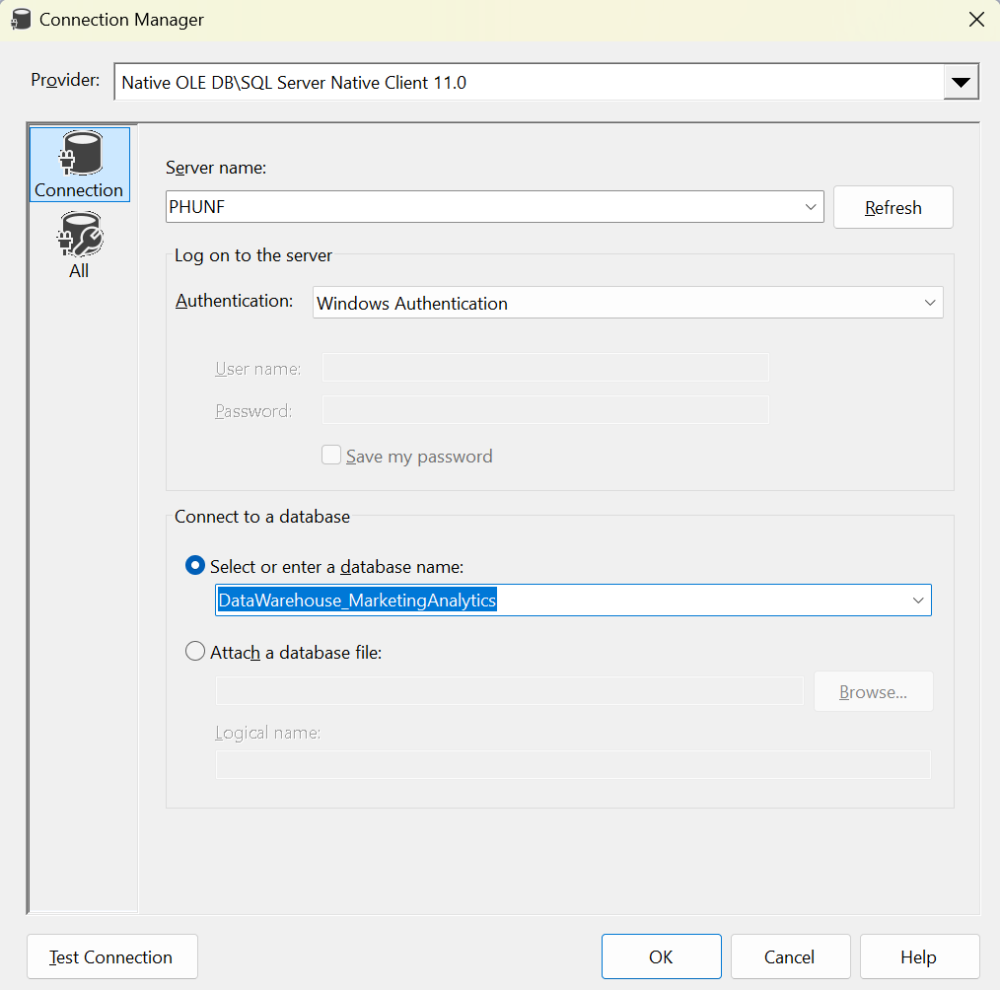 Connection Manager
Provider: Native OLE DB\SQL Server Native Client 11.0
Connection
All
Server name:
PHUNF
Refresh
Log on to the server
Authentication: Windows Authentication
User name:
Password:
Save my password
Connect to a database
Select or enter a database name:
DataWarehouse_MarketingAnalytics
Attach a database file:
Browse...
Logical name:
Test Connection
OK
Cancel
Help